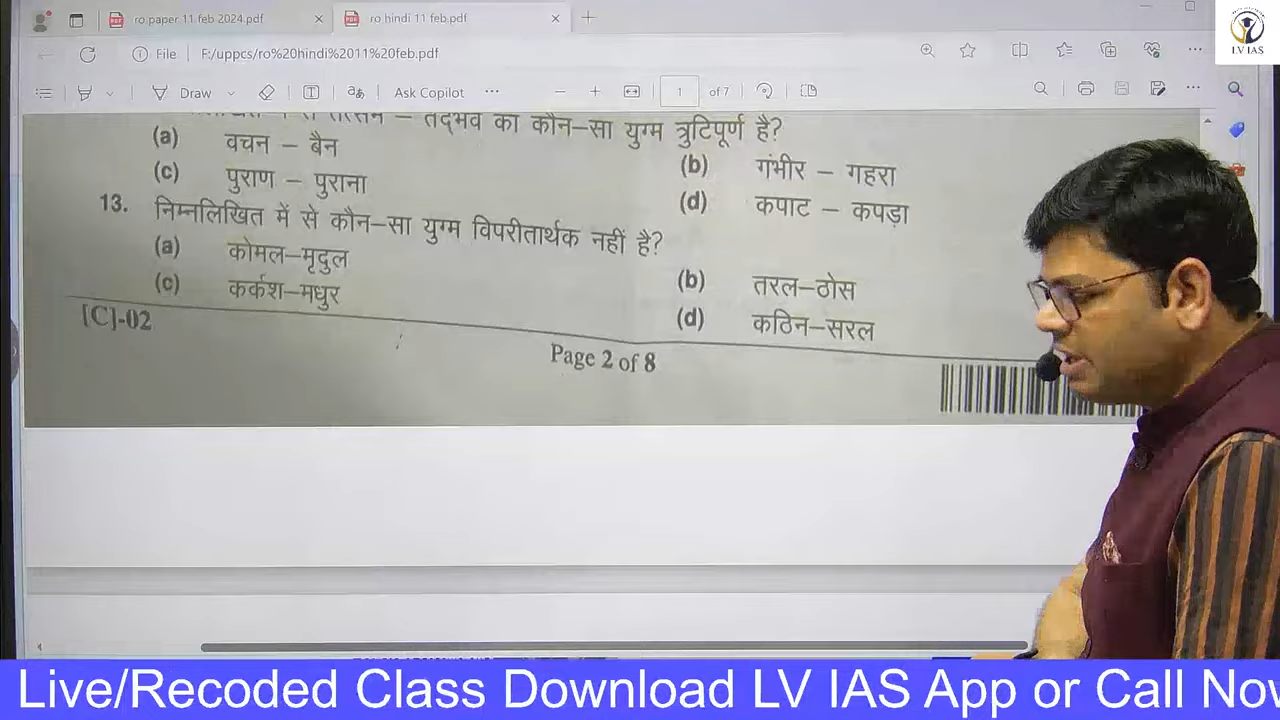 ro paper 11 feb 2024.pdf
ro hindi 11 feb.pdf
File F:/uppcs/ro%20hindi%2011%20feb.pdf
Draw
Ask Copilot
1 of 7
LV IAS
तद्भव का कौन–सा युग्म त्रुटिपूर्ण है?
(a) वचन – बैन
(b) गंभीर – गहरा
(c) पुराण – पुराना
(d) कपाट – कपड़ा
13. निम्नलिखित में से कौन–सा युग्म विपरीतार्थक नहीं है?
(a) कोमल–मृदुल
(b) तरल–ठोस
(c) कर्कश–मधुर
(d) कठिन–सरल
[C]-02
Page 2 of 8
Live/Recoded Class Download LV IAS App or Call Nov